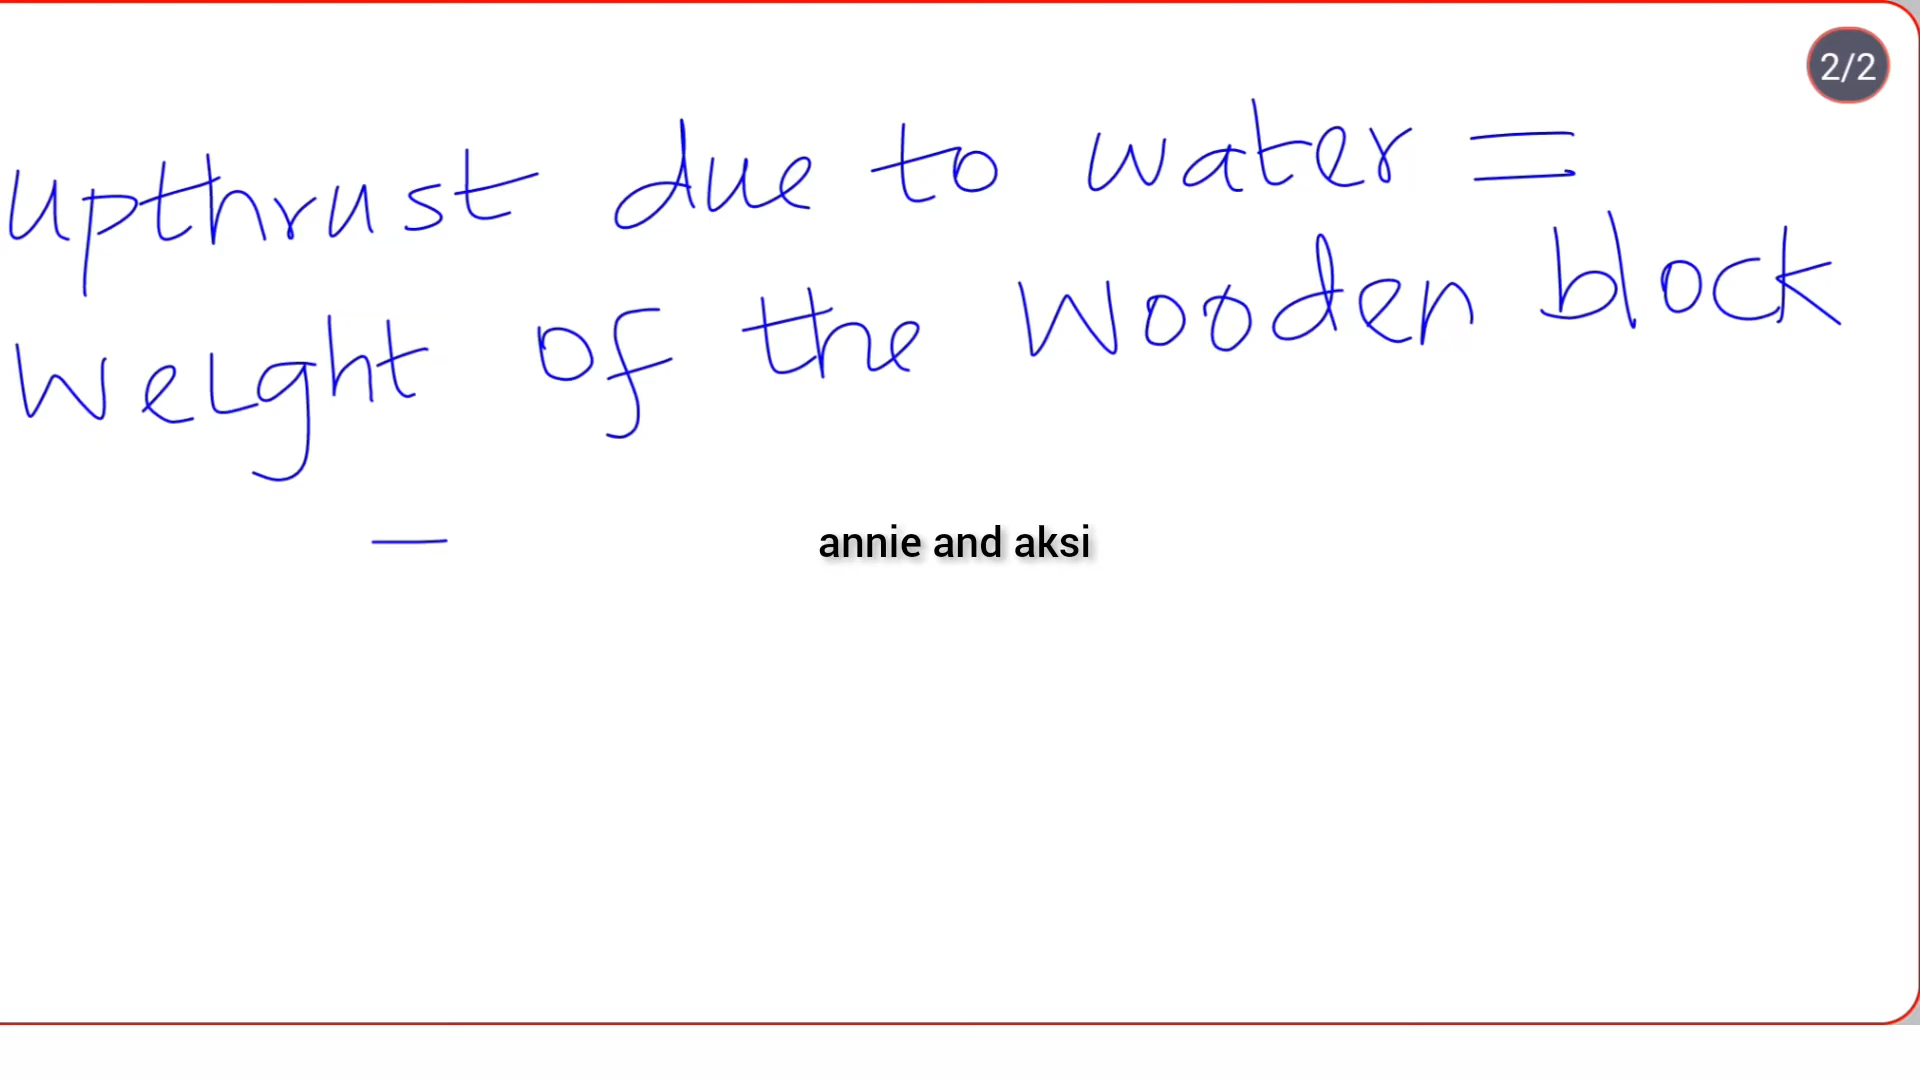 2/2
upthrust due to water =
Weight of the Wooden block
—
annie and aksi